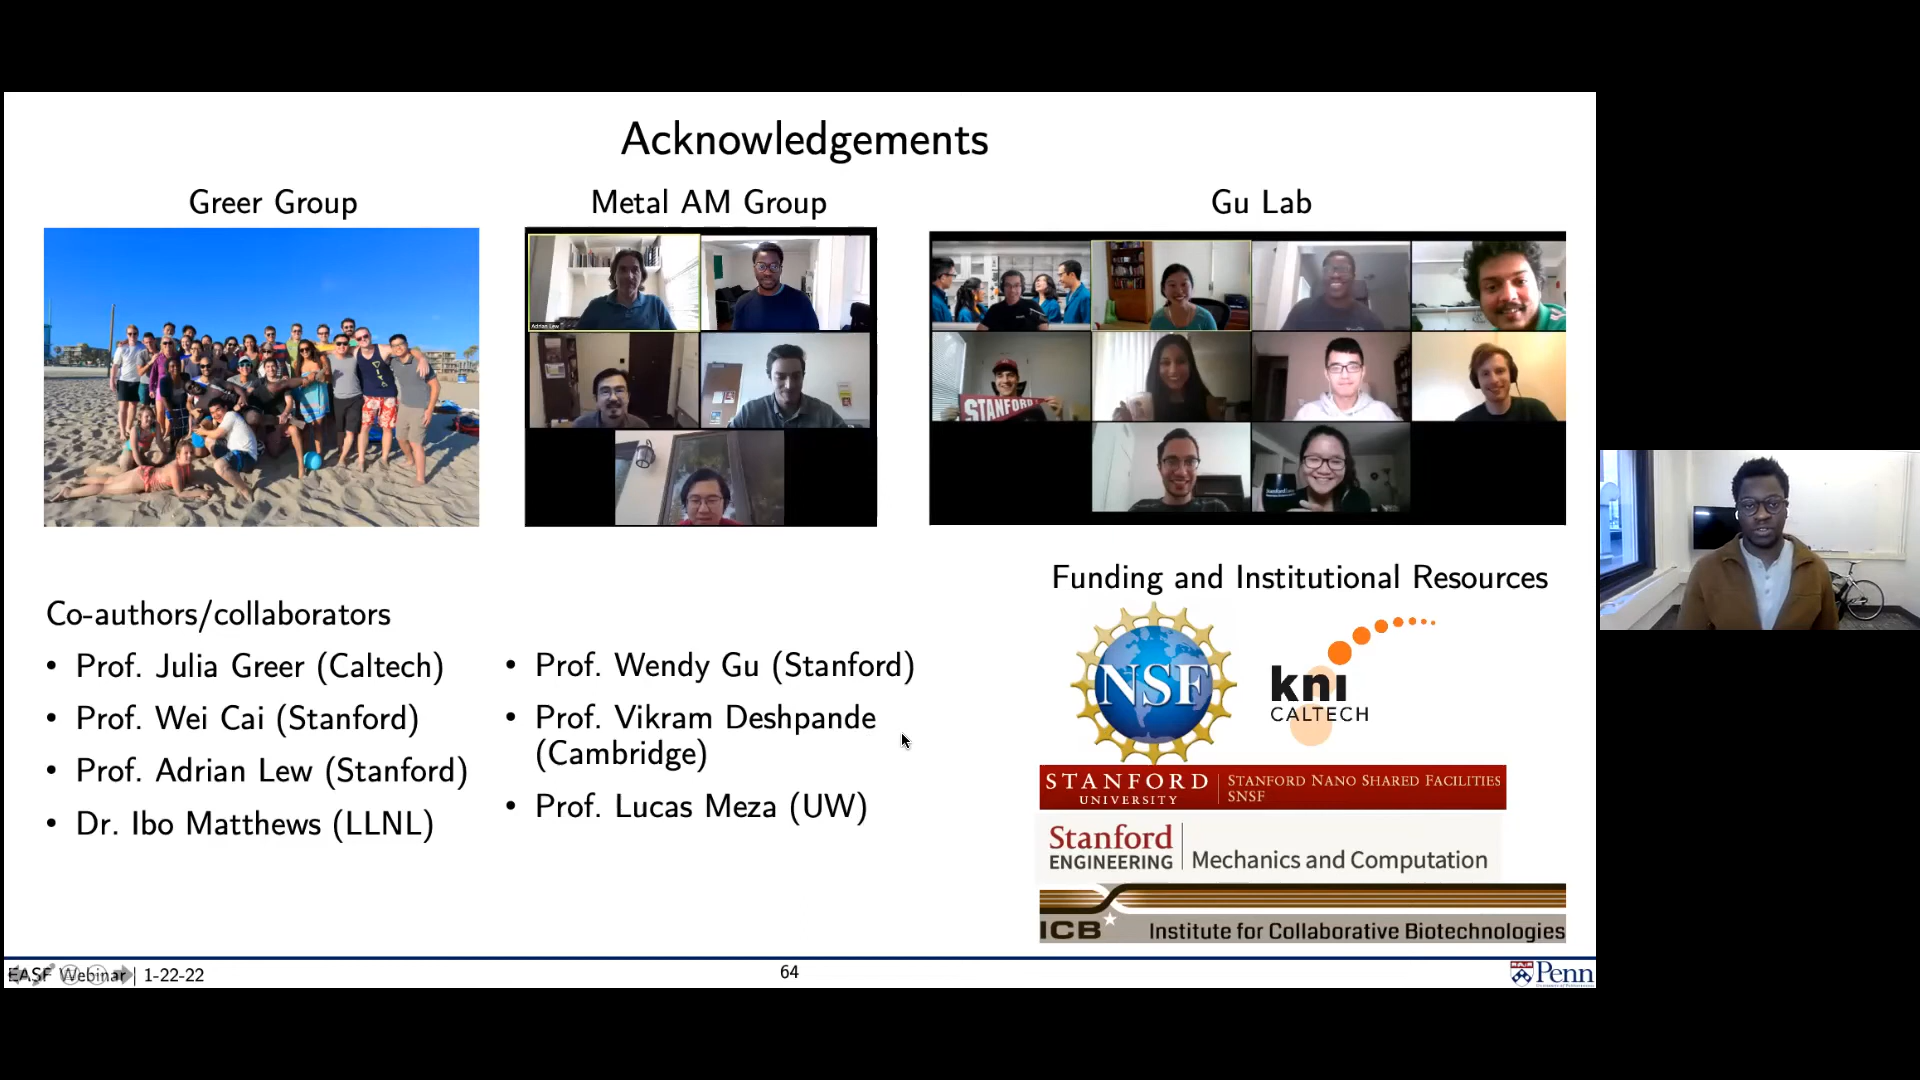 Acknowledgements
Greer Group
Metal AM Group
Gu Lab
Adrian Lew
STANFORD
Co-authors/collaborators
• Prof. Julia Greer (Caltech)
• Prof. Wei Cai (Stanford)
• Prof. Adrian Lew (Stanford)
• Dr. Ibo Matthews (LLNL)
• Prof. Wendy Gu (Stanford)
• Prof. Vikram Deshpande
(Cambridge)
• Prof. Lucas Meza (UW)
Funding and Institutional Resources
NSF
kni
CALTECH
STANFORD
UNIVERSITY
STANFORD NANO SHARED FACILITIES
SNSF
Stanford
ENGINEERING
Mechanics and Computation
ICB
Institute for Collaborative Biotechnologies
EASF Webinar | 1-22-22
64
Penn